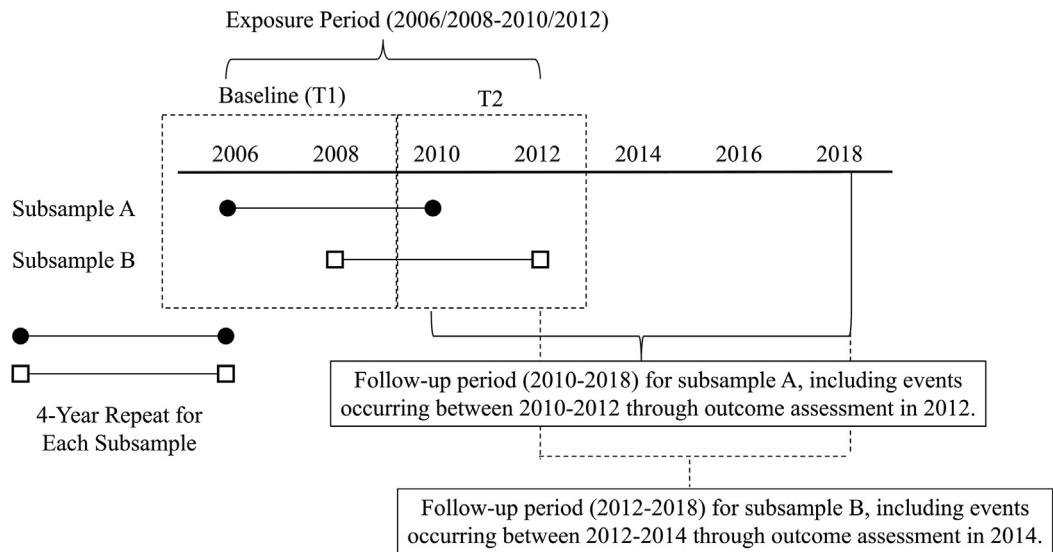 Exposure Period (2006/2008-2010/2012)
Baseline (T1)
T2
2006 2008 2010 2012 2014 2016 2018
Subsample A
Subsample B
4-Year Repeat for
Each Subsample
Follow-up period (2010-2018) for subsample A, including events
occurring between 2010-2012 through outcome assessment in 2012.
Follow-up period (2012-2018) for subsample B, including events
occurring between 2012-2014 through outcome assessment in 2014.